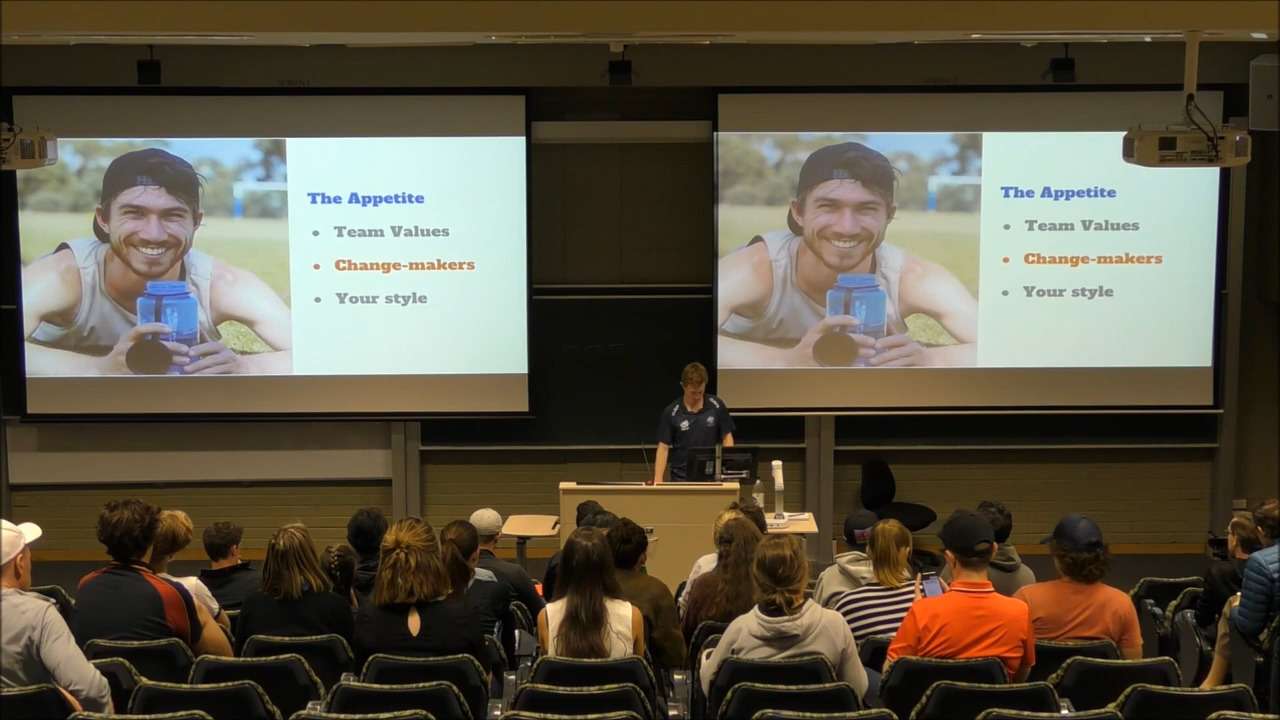 The Appetite
• Team Values
• Change-makers
• Your style
The Appetite
• Team Values
• Change-makers
• Your style